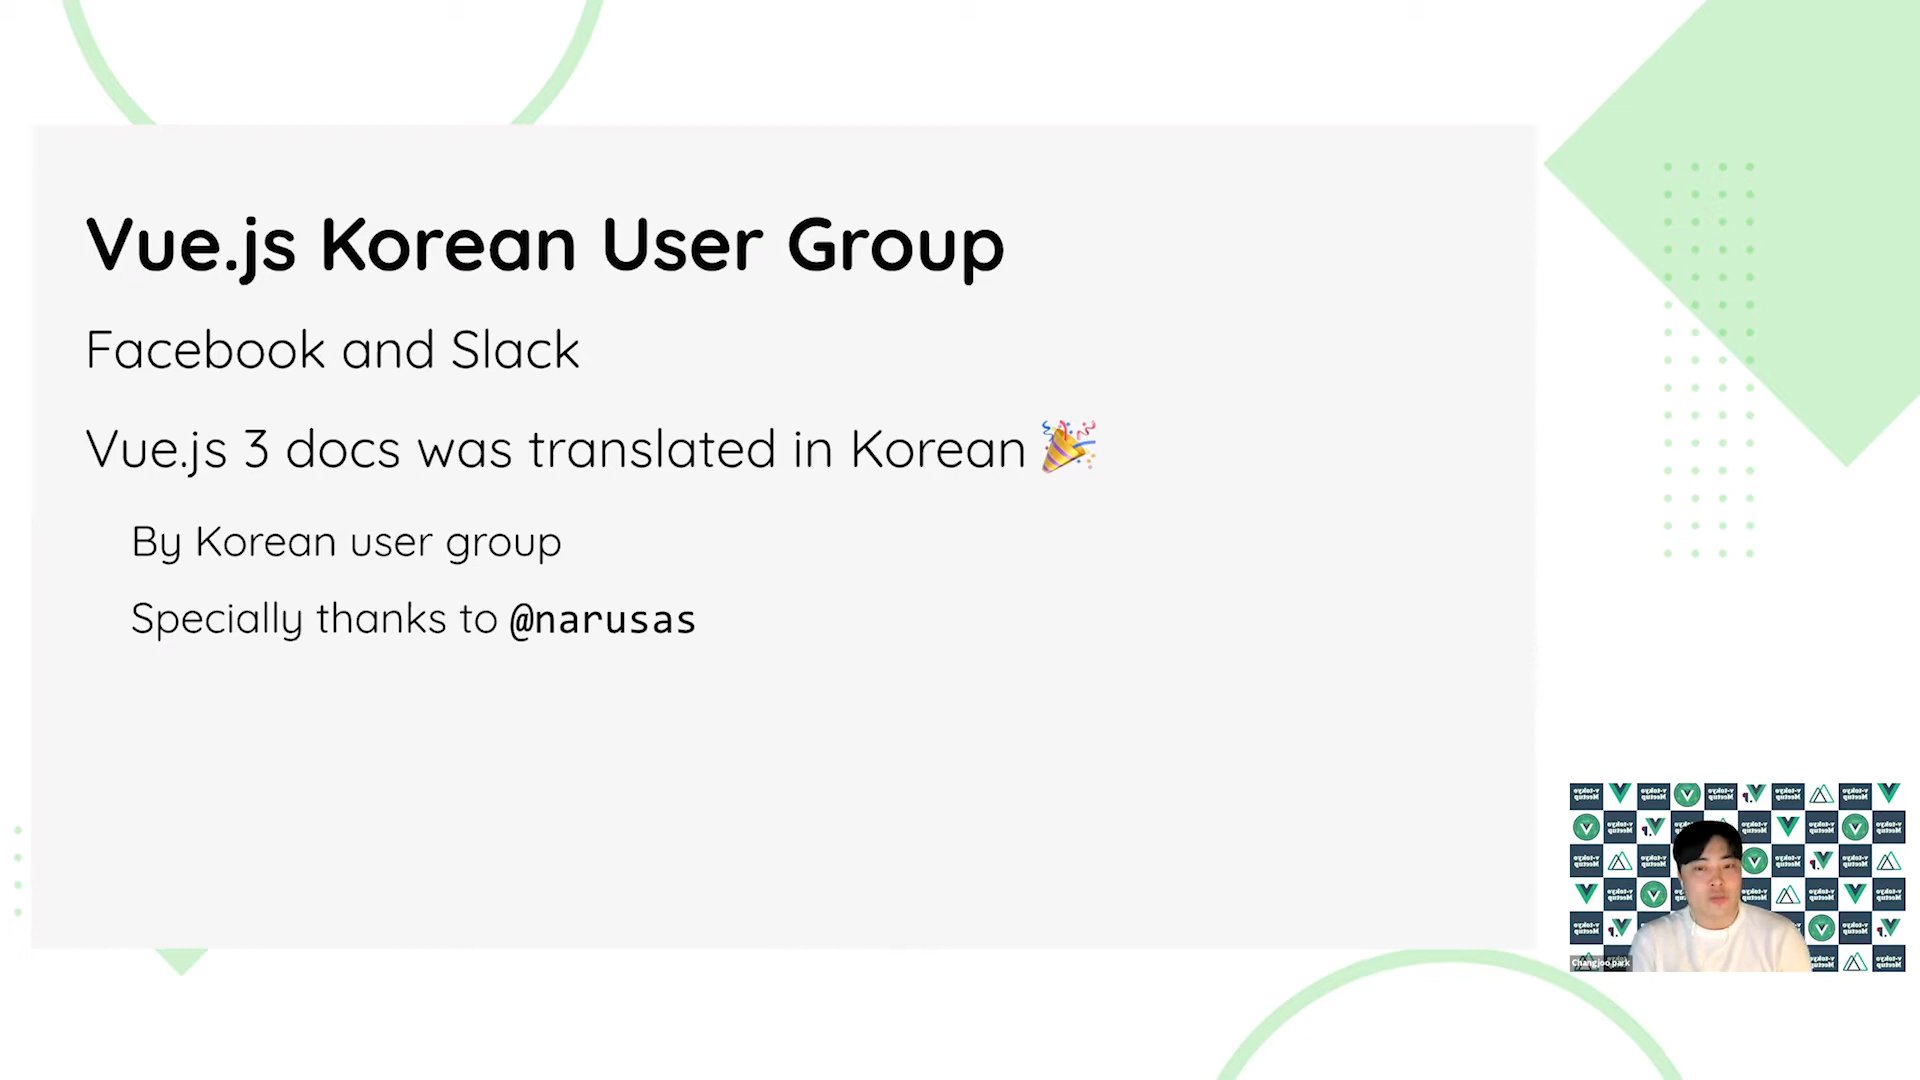 Vue.js Korean User Group
Facebook and Slack
Vue.js 3 docs was translated in Korean 🎉
By Korean user group
Specially thanks to @narusas
Changjoo park